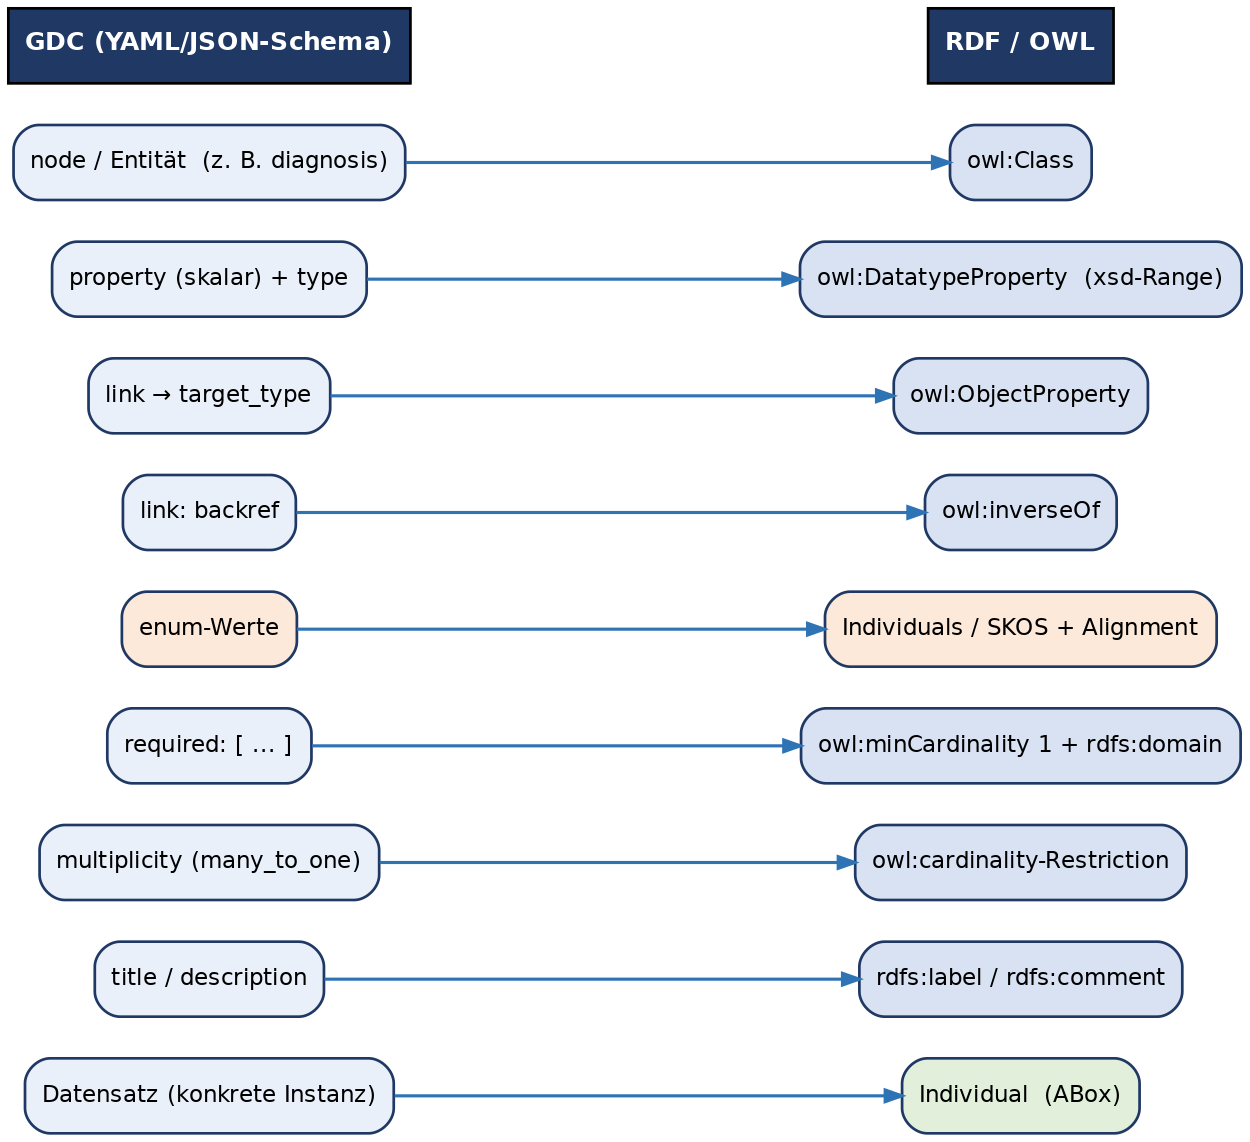 GDC (YAML/JSON-Schema)
RDF / OWL
node / Entität (z. B. diagnosis)
owl:Class
property (skalar) + type
owl:DatatypeProperty (xsd-Range)
link → target_type
owl:ObjectProperty
link: backref
owl:inverseOf
enum-Werte
Individuals / SKOS + Alignment
required: [ … ]
owl:minCardinality 1 + rdfs:domain
multiplicity (many_to_one)
owl:cardinality-Restriction
title / description
rdfs:label / rdfs:comment
Datensatz (konkrete Instanz)
Individual (ABox)